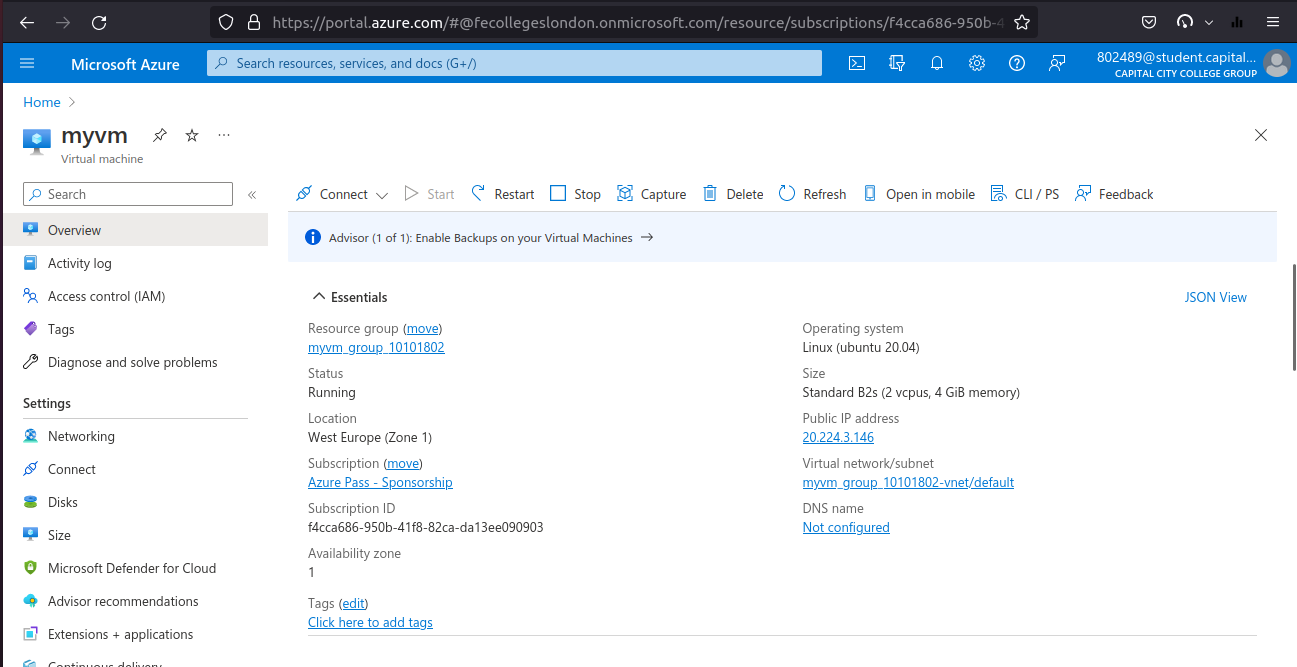 https://portal.azure.com/#@fecollegeslondon.onmicrosoft.com/resource/subscriptions/f4cca686-950b-4
Microsoft Azure
Search resources, services, and docs (G+/)
802489@student.capital...
CAPITAL CITY COLLEGE GROUP
Home
myvm
Virtual machine
Search
Connect Start Restart Stop Capture Delete Refresh Open in mobile CLI / PS Feedback
Overview
Activity log
Access control (IAM)
Tags
Diagnose and solve problems
Settings
Networking
Connect
Disks
Size
Microsoft Defender for Cloud
Advisor recommendations
Extensions + applications
Continuous delivery
Advisor (1 of 1): Enable Backups on your Virtual Machines →
Essentials
JSON View
Resource group (move)
myvm_group_10101802
Status
Running
Location
West Europe (Zone 1)
Subscription (move)
Azure Pass - Sponsorship
Subscription ID
f4cca686-950b-41f8-82ca-da13ee090903
Availability zone
1
Tags (edit)
Click here to add tags
Operating system
Linux (ubuntu 20.04)
Size
Standard B2s (2 vcpus, 4 GiB memory)
Public IP address
20.224.3.146
Virtual network/subnet
myvm_group_10101802-vnet/default
DNS name
Not configured